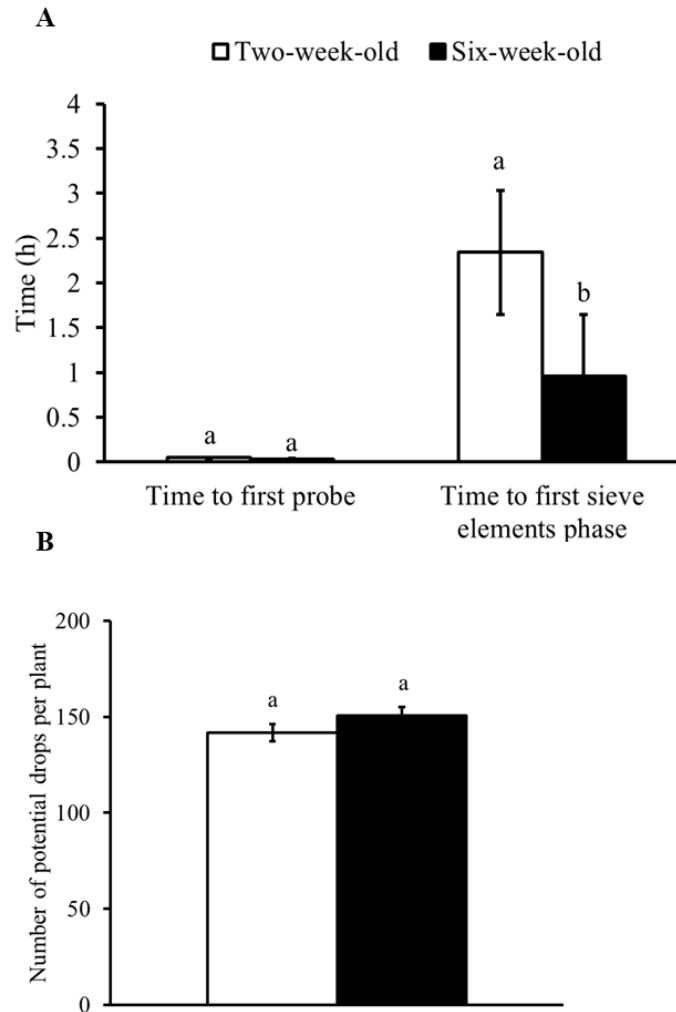 A
Two-week-old Six-week-old
4
3.5
3
2.5
2
1.5
1
0.5
0
Time (h)
a
a
a
b
Time to first probe
Time to first sieve
elements phase
B
200
150
100
50
0
Number of potential drops per plant
a
a